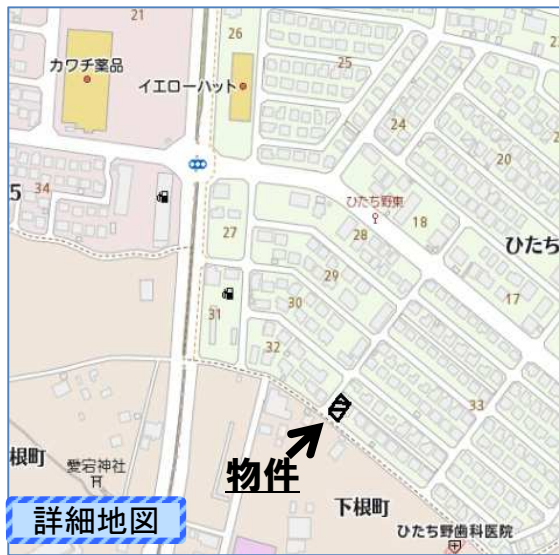 21
26
カワチ薬品
イエローハット
25
24
20
34
5
ひたち野東
18
27
28
ひたち
29
17
31
30
32
33
物件
根町
愛宕神社
下根町
詳細地図
ひたち野歯科医院